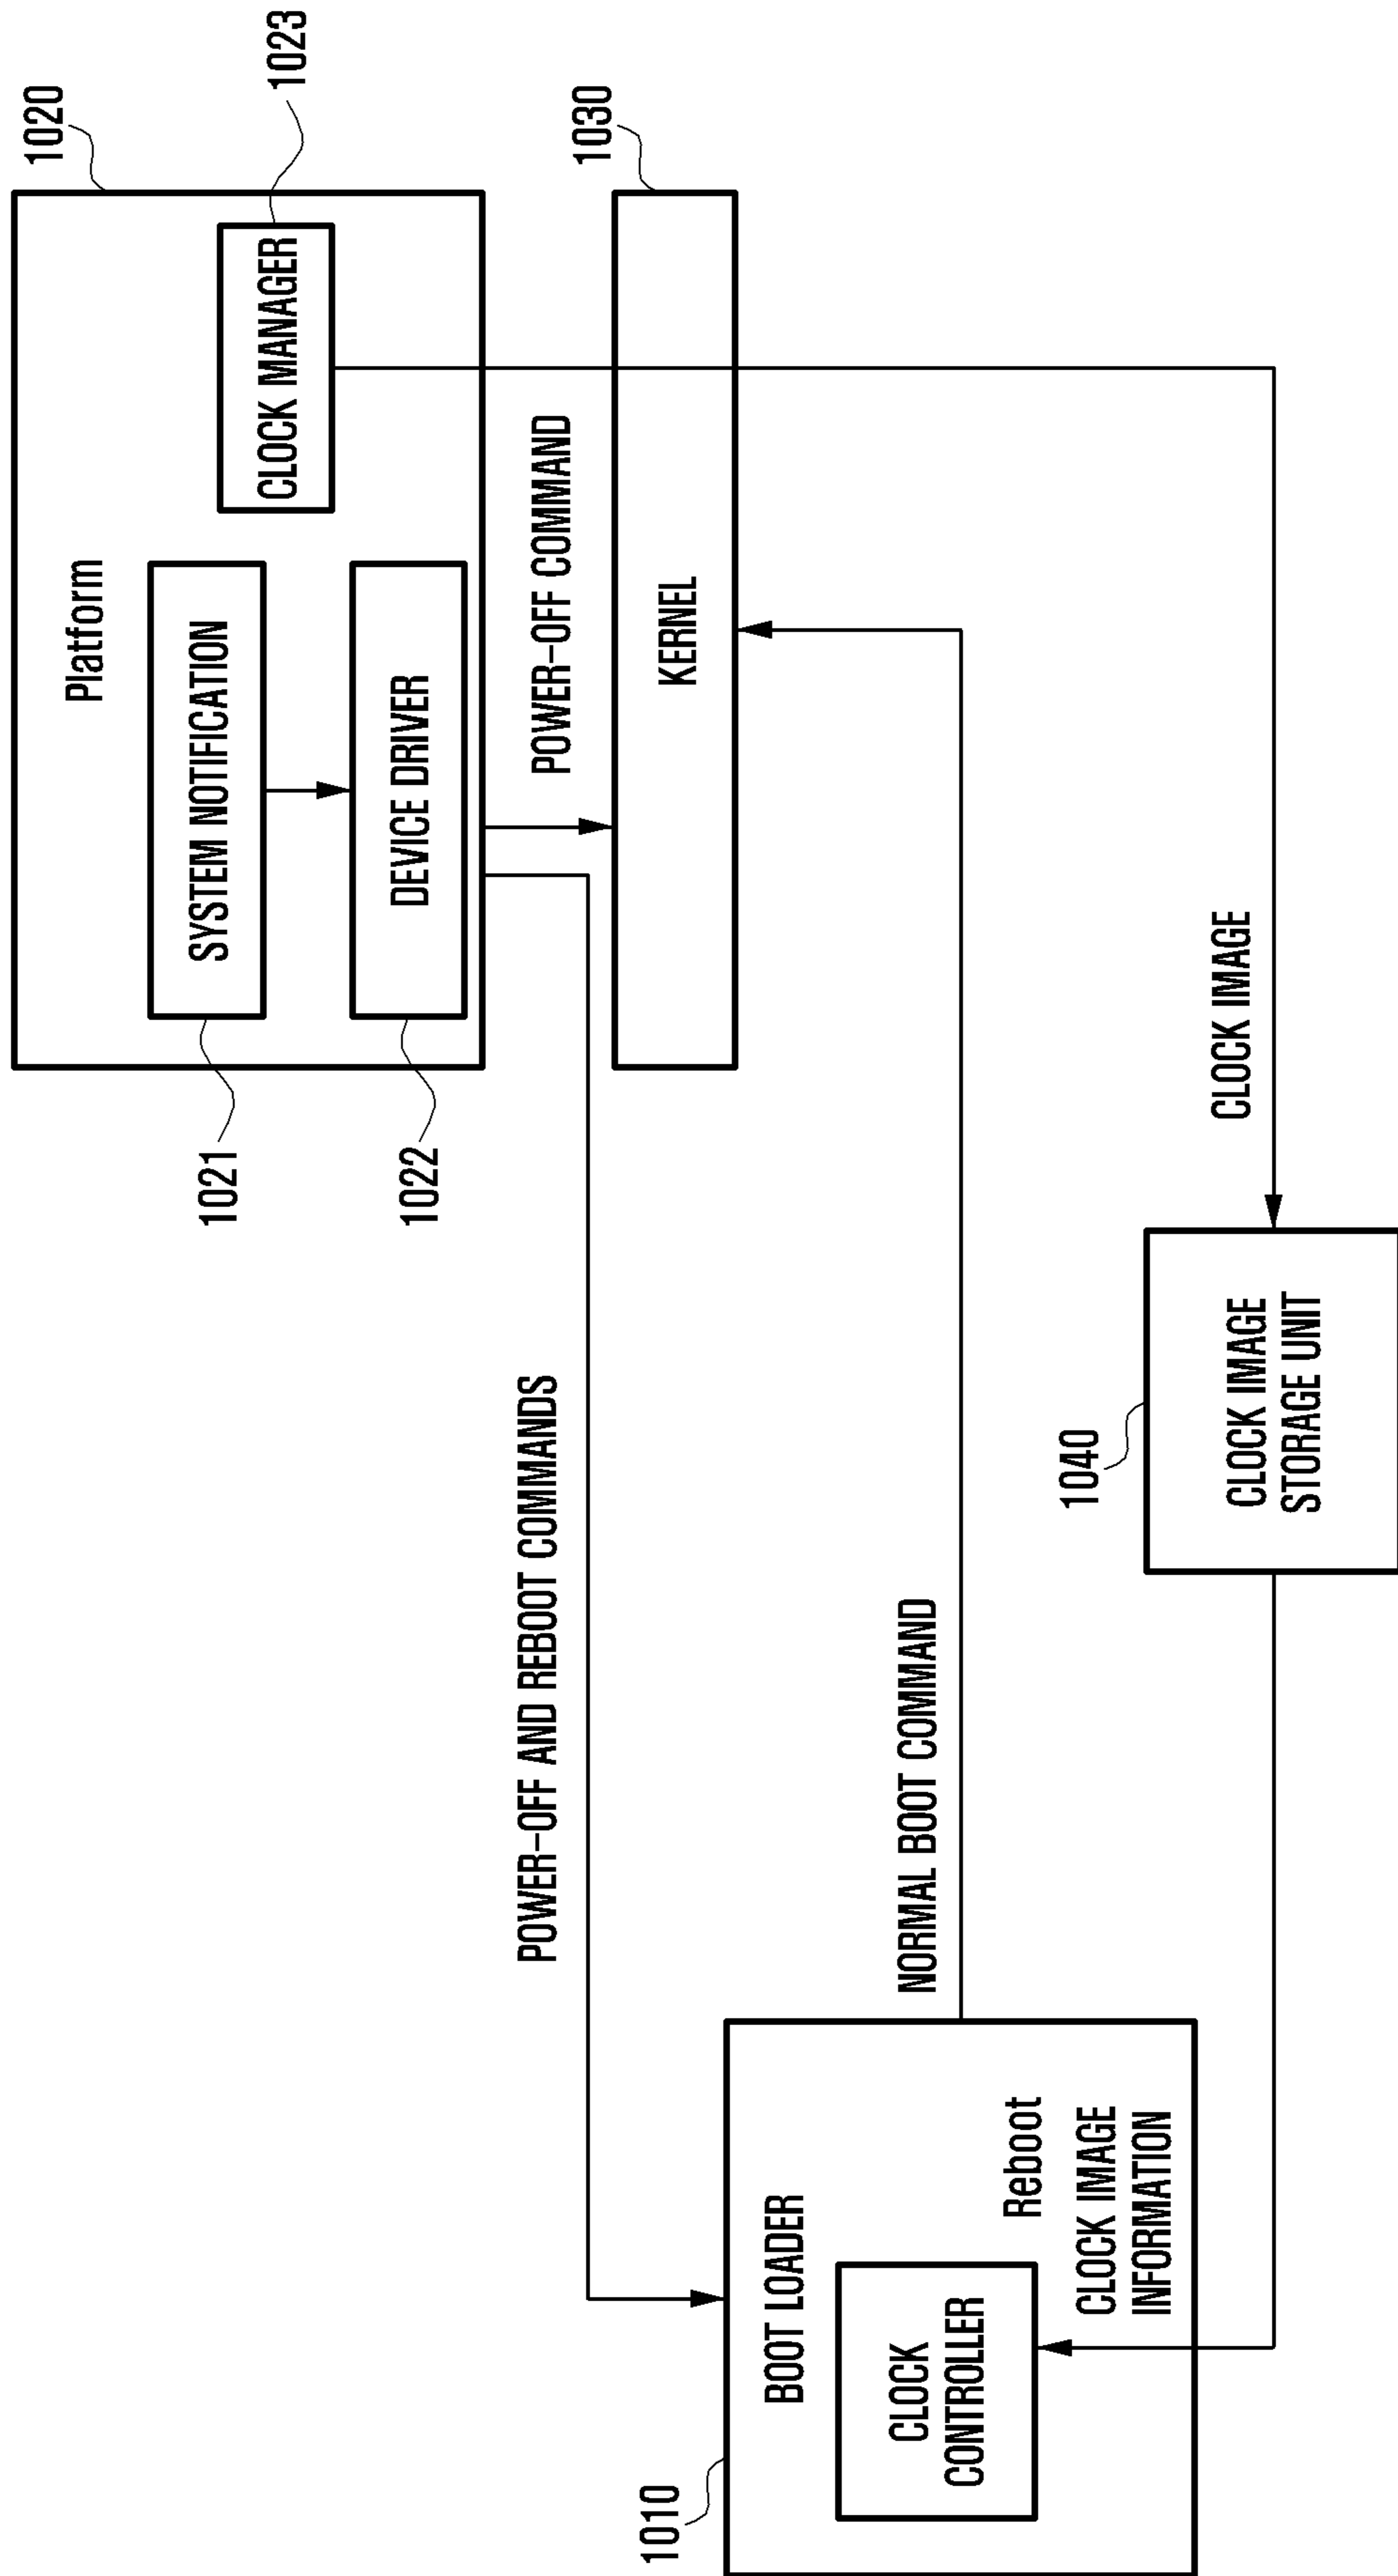 1020
1023
Platform
SYSTEM NOTIFICATION
CLOCK MANAGER
DEVICE DRIVER
1021
1022
POWER-OFF COMMAND
1030
KERNEL
POWER-OFF AND REBOOT COMMANDS
NORMAL BOOT COMMAND
1010
BOOT LOADER
CLOCK
CONTROLLER
Reboot
CLOCK IMAGE
INFORMATION
1040
CLOCK IMAGE
STORAGE UNIT
CLOCK IMAGE